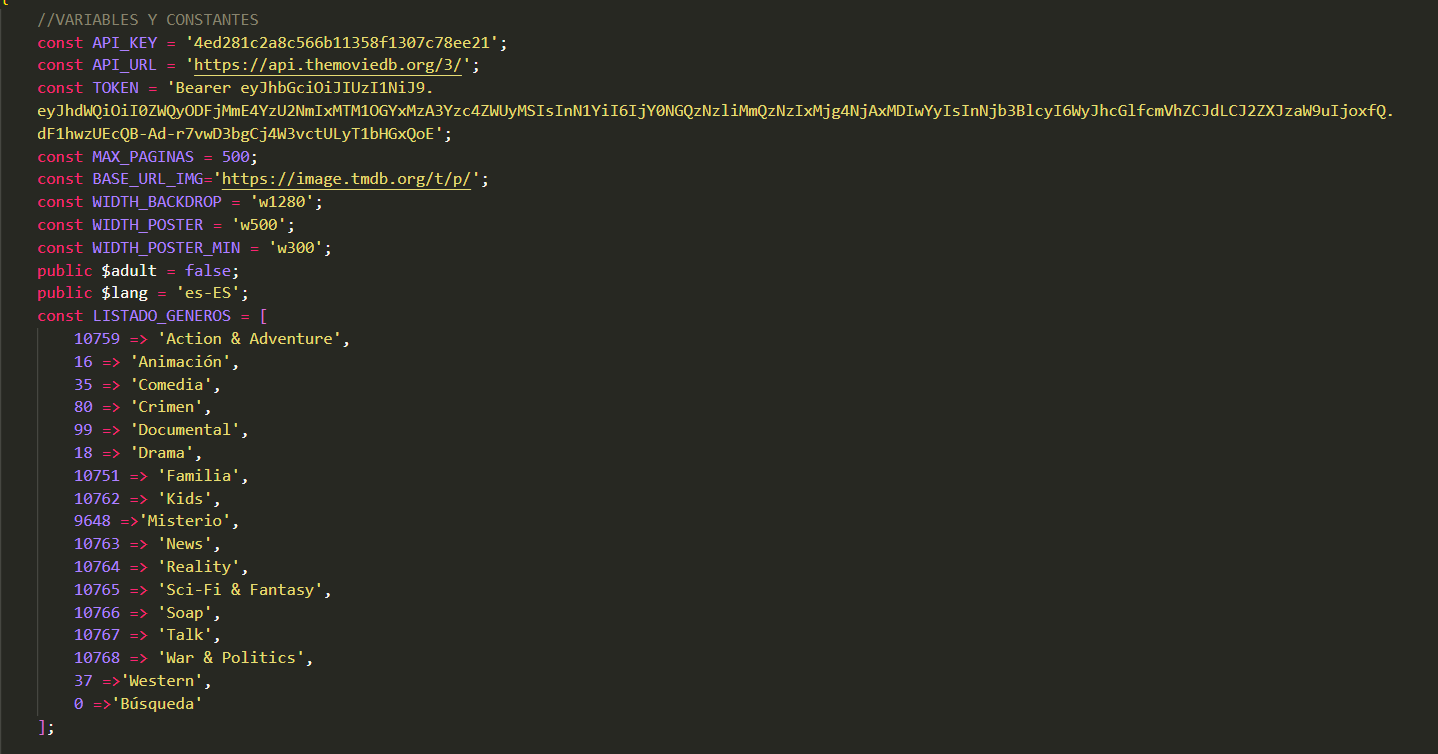 {
//VARIABLES Y CONSTANTES
const API_KEY = '4ed281c2a8c566b11358f1307c78ee21';
const API_URL = 'https://api.themoviedb.org/3/';
const TOKEN = 'Bearer eyJhbGciOiJIUzI1NiJ9.
eyJhdWQiOiI0ZWQyODFjMmE4YzU2NmIxMTM1OGYxMzA3Yzc4ZWUyMSIsInN1YiI6IjY0NGQzNzliMmQzNzIxMjg4NjAxMDIwYyIsInNjb3BlcyI6WyJhcGlfcmVhZCJdLCJ2ZXJzaW9uIjoxfQ.
dF1hwzUEcQB-Ad-r7vwD3bgCj4W3vctULyT1bHGxQoE';
const MAX_PAGINAS = 500;
const BASE_URL_IMG='https://image.tmdb.org/t/p/';
const WIDTH_BACKDROP = 'w1280';
const WIDTH_POSTER = 'w500';
const WIDTH_POSTER_MIN = 'w300';
public $adult = false;
public $lang = 'es-ES';
const LISTADO_GENEROS = [
10759 => 'Action & Adventure',
16 => 'Animación',
35 => 'Comedia',
80 => 'Crimen',
99 => 'Documental',
18 => 'Drama',
10751 => 'Familia',
10762 => 'Kids',
9648 =>'Misterio',
10763 => 'News',
10764 => 'Reality',
10765 => 'Sci-Fi & Fantasy',
10766 => 'Soap',
10767 => 'Talk',
10768 => 'War & Politics',
37 =>'Western',
0 =>'Búsqueda'
];